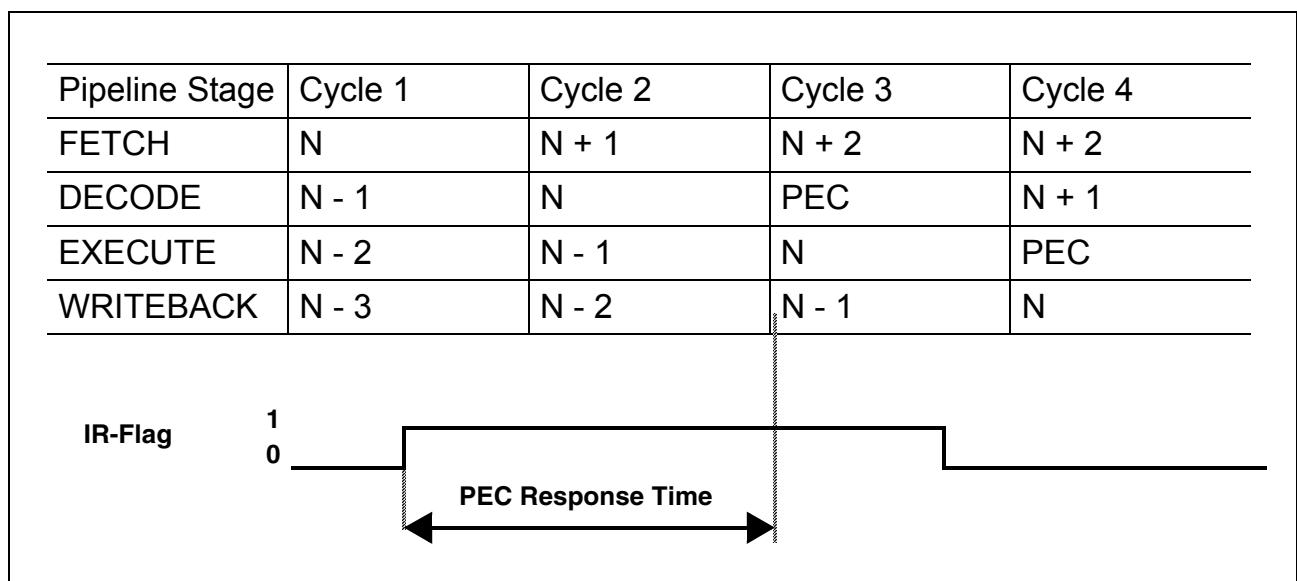 Pipeline Stage Cycle 1 Cycle 2 Cycle 3 Cycle 4
FETCH N N + 1 N + 2 N + 2
DECODE N - 1 N PEC N + 1
EXECUTE N - 2 N - 1 N PEC
WRITEBACK N - 3 N - 2 N - 1 N
1
IR-Flag
0
PEC Response Time